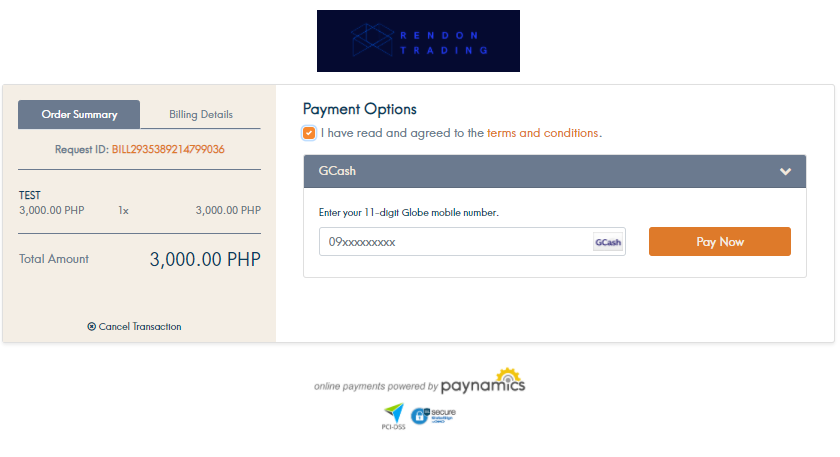 RENDON
TRADING
Order Summary
Billing Details
Request ID: BILL2935389214799036
TEST
3,000.00 PHP 1x 3,000.00 PHP
Total Amount 3,000.00 PHP
Cancel Transaction
Payment Options
I have read and agreed to the terms and conditions.
GCash
Enter your 11-digit Globe mobile number.
09xxxxxxxxx
GCash
Pay Now
online payments powered by paynamics
PCI-DSS
secure